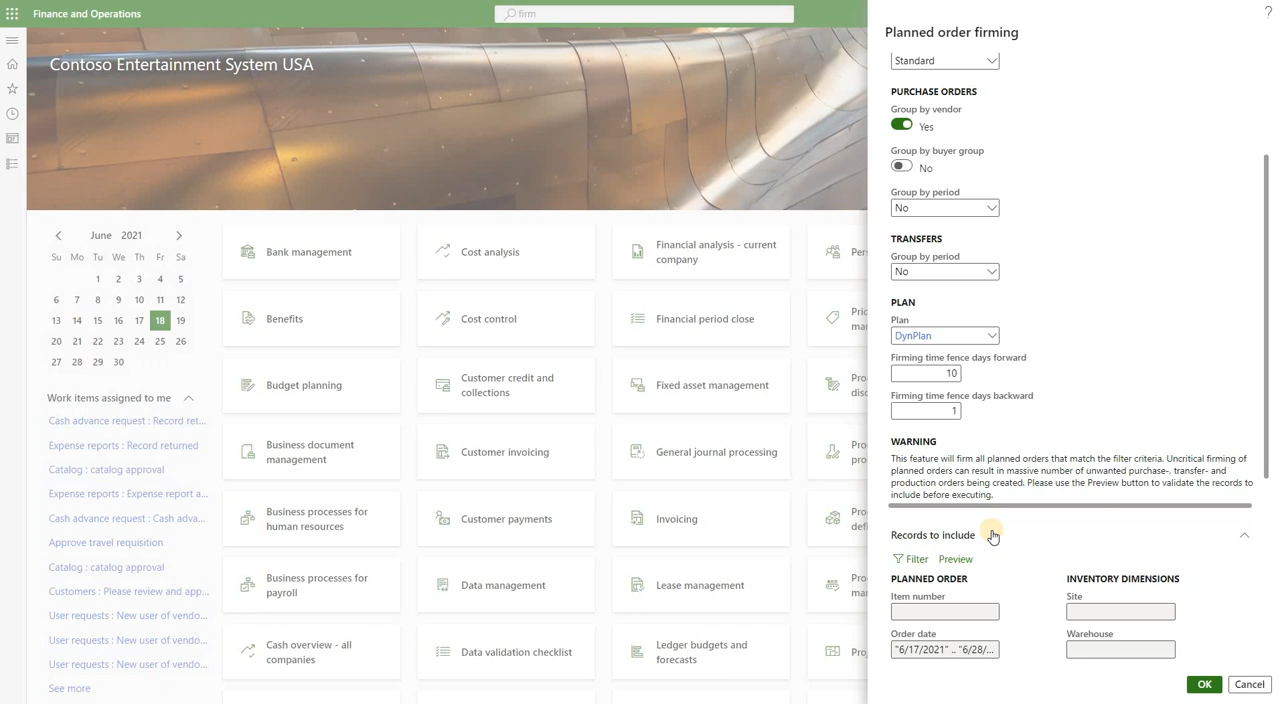 Finance and Operations
firm
?
Contoso Entertainment System USA
June 2021
Su Mo Tu We Th Fr Sa
1 2 3 4 5
6 7 8 9 10 11 12
13 14 15 16 17 18 19
20 21 22 23 24 25 26
27 28 29 30
Work items assigned to me
Cash advance request : Record ret...
Expense reports : Record returned
Catalog : catalog approval
Expense reports : Expense report a...
Cash advance request : Cash adva...
Approve travel requisition
Catalog : catalog approval
Customers : Please review and app...
User requests : New user of vendo...
User requests : New user of vendo...
User requests : New user of vendo...
See more
Bank management
Cost analysis
Financial analysis - current
company
Per
Benefits
Cost control
Financial period close
Pric
ma
Budget planning
Customer credit and
collections
Fixed asset management
Pro
disc
Business document
management
Customer invoicing
General journal processing
Pro
pro
Business processes for
human resources
Customer payments
Invoicing
Pro
defi
Business processes for
payroll
Data management
Lease management
Pro
ma
Cash overview - all
companies
Data validation checklist
Ledger budgets and
forecasts
Proj
Planned order firming
Standard
PURCHASE ORDERS
Group by vendor
Yes
Group by buyer group
No
Group by period
No
TRANSFERS
Group by period
No
PLAN
Plan
DynPlan
Firming time fence days forward
10
Firming time fence days backward
1
WARNING
This feature will firm all planned orders that match the filter criteria. Uncritical firming of
planned orders can result in massive number of unwanted purchase-, transfer- and
production orders being created. Please use the Preview button to validate the records to
include before executing.
Records to include
Filter Preview
PLANNED ORDER
Item number
Order date
"6/17/2021" .. "6/28/...
INVENTORY DIMENSIONS
Site
Warehouse
OK Cancel